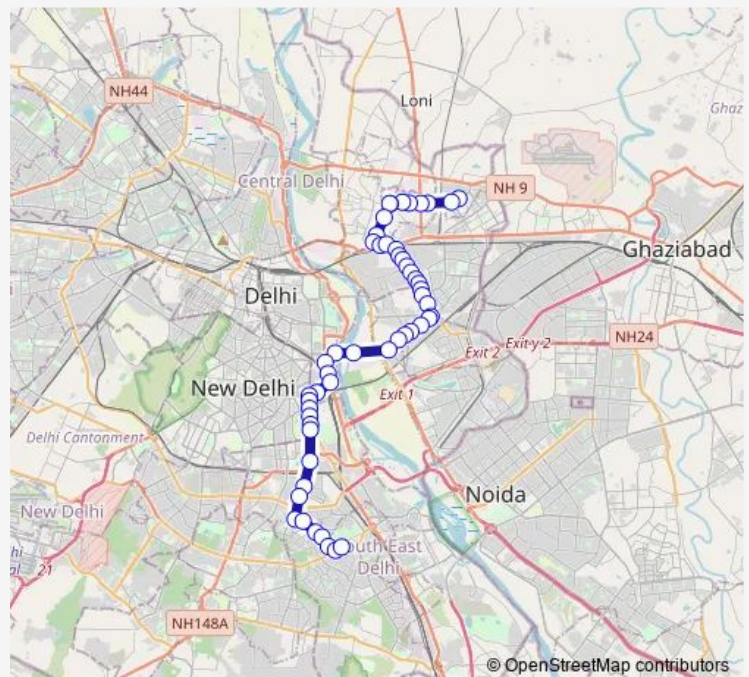 NH44
Loni
Ghaz
Central Delhi
NH 9
Ghaziabad
Delhi
NH24
Exit 2
Exit-y 2
New Delhi
Exit 1
Delhi Cantonment
Noida
New Delhi
21
South East
Delhi
NH148A
© OpenStreetMap contributors